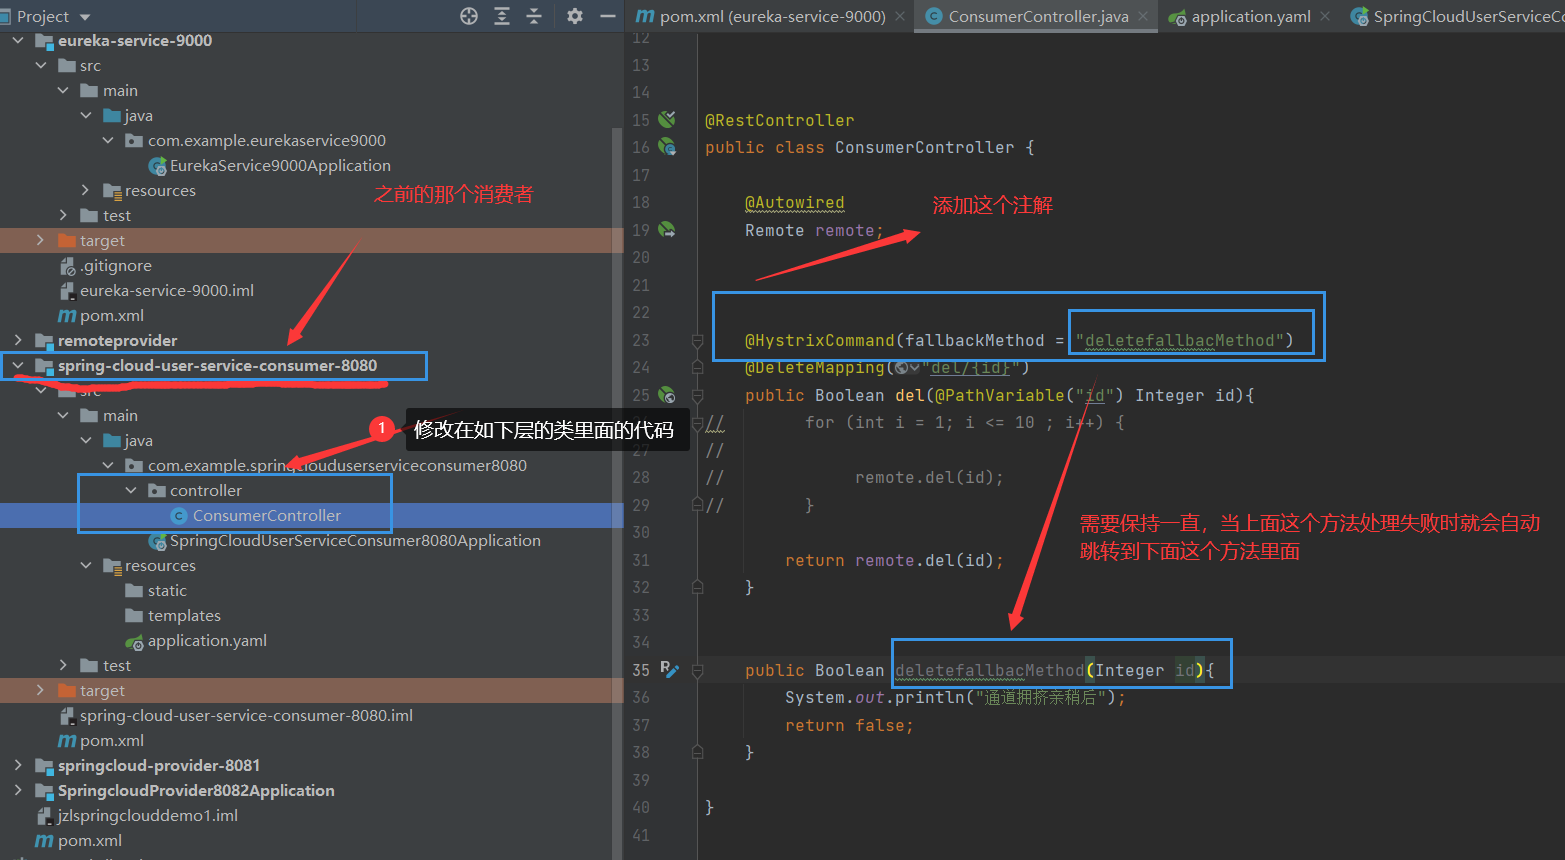 Project
pom.xml (eureka-service-9000)
ConsumerController.java
application.yaml
SpringCloudUserServiceCo
eureka-service-9000
src
main
java
com.example.eurekaservice9000
EurekaService9000Application
resources
之前的那个消费者
test
target
.gitignore
eureka-service-9000.iml
pom.xml
remoteprovider
spring-cloud-user-service-consumer-8080
src
main
1
修改在如下层的类里面的代码
java
com.example.springclouduserserviceconsumer8080
controller
ConsumerController
SpringCloudUserServiceConsumer8080Application
resources
static
templates
application.yaml
test
target
spring-cloud-user-service-consumer-8080.iml
pom.xml
springcloud-provider-8081
SpringcloudProvider8082Application
jzlspringclouddemo1.iml
pom.xml
12
13
14
15 @RestController
16 public class ConsumerController {
17
18 @Autowired
添加这个注解
19 Remote remote;
20
21
22
23 @HystrixCommand(fallbackMethod = "deletefallbacMethod")
24 @DeleteMapping("del/{id}")
25 public Boolean del(@PathVariable("id") Integer id){
// for (int i = 1; i <= 10 ; i++) {
27 //
28 // remote.del(id);
29 // }
需要保持一直，当上面这个方法处理失败时就会自动
跳转到下面这个方法里面
30
31 return remote.del(id);
32 }
33
34
35 public Boolean deletefallbacMethod(Integer id){
36 System.out.println("通道拥挤亲稍后");
37 return false;
38 }
39
40 }
41